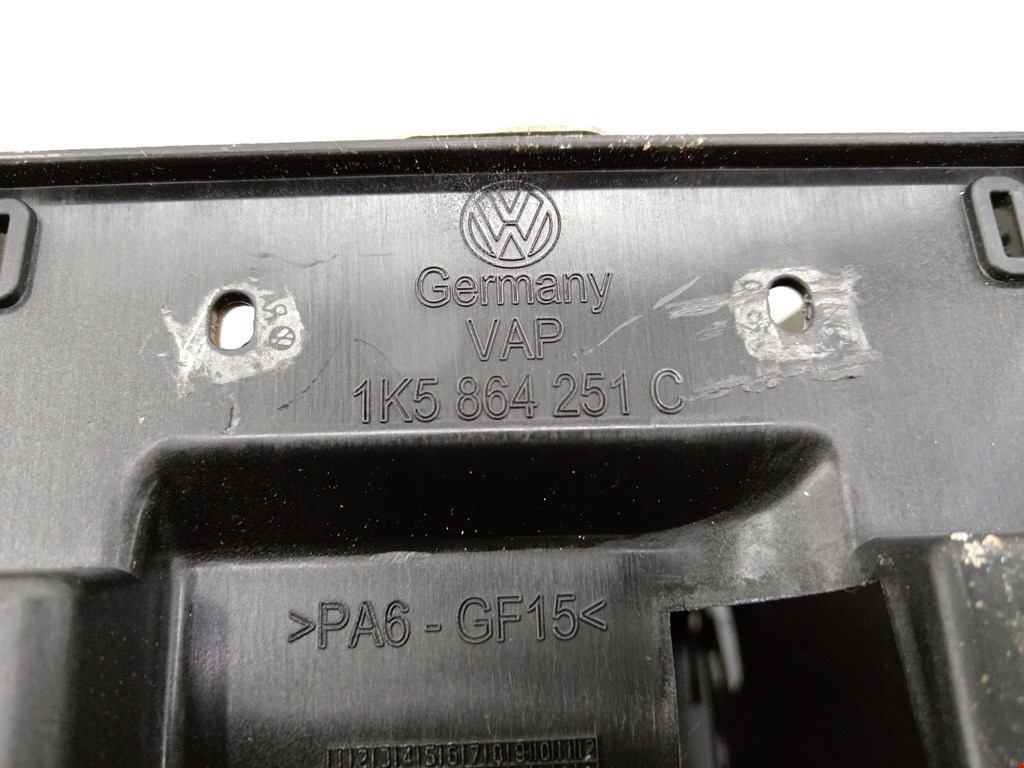 Germany
VAP
1K5 864 251 C
>PA6 - GF15<